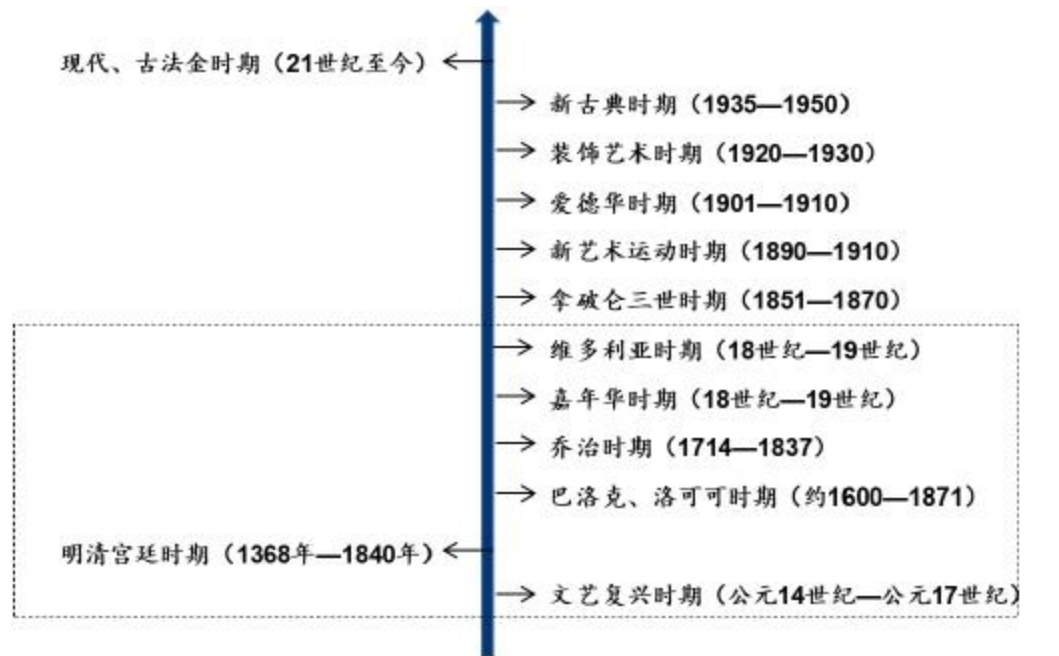 现代、古法金时期（21世纪至今）
新古典时期（1935—1950）
装饰艺术时期（1920—1930）
爱德华时期（1901—1910）
新艺术运动时期（1890—1910）
拿破仑三世时期（1851—1870）
维多利亚时期（18世纪—19世纪）
嘉年华时期（18世纪—19世纪）
乔治时期（1714—1837）
巴洛克、洛可可时期（约1600—1871）
明清宫廷时期（1368年—1840年）
文艺复兴时期（公元14世纪—公元17世纪）